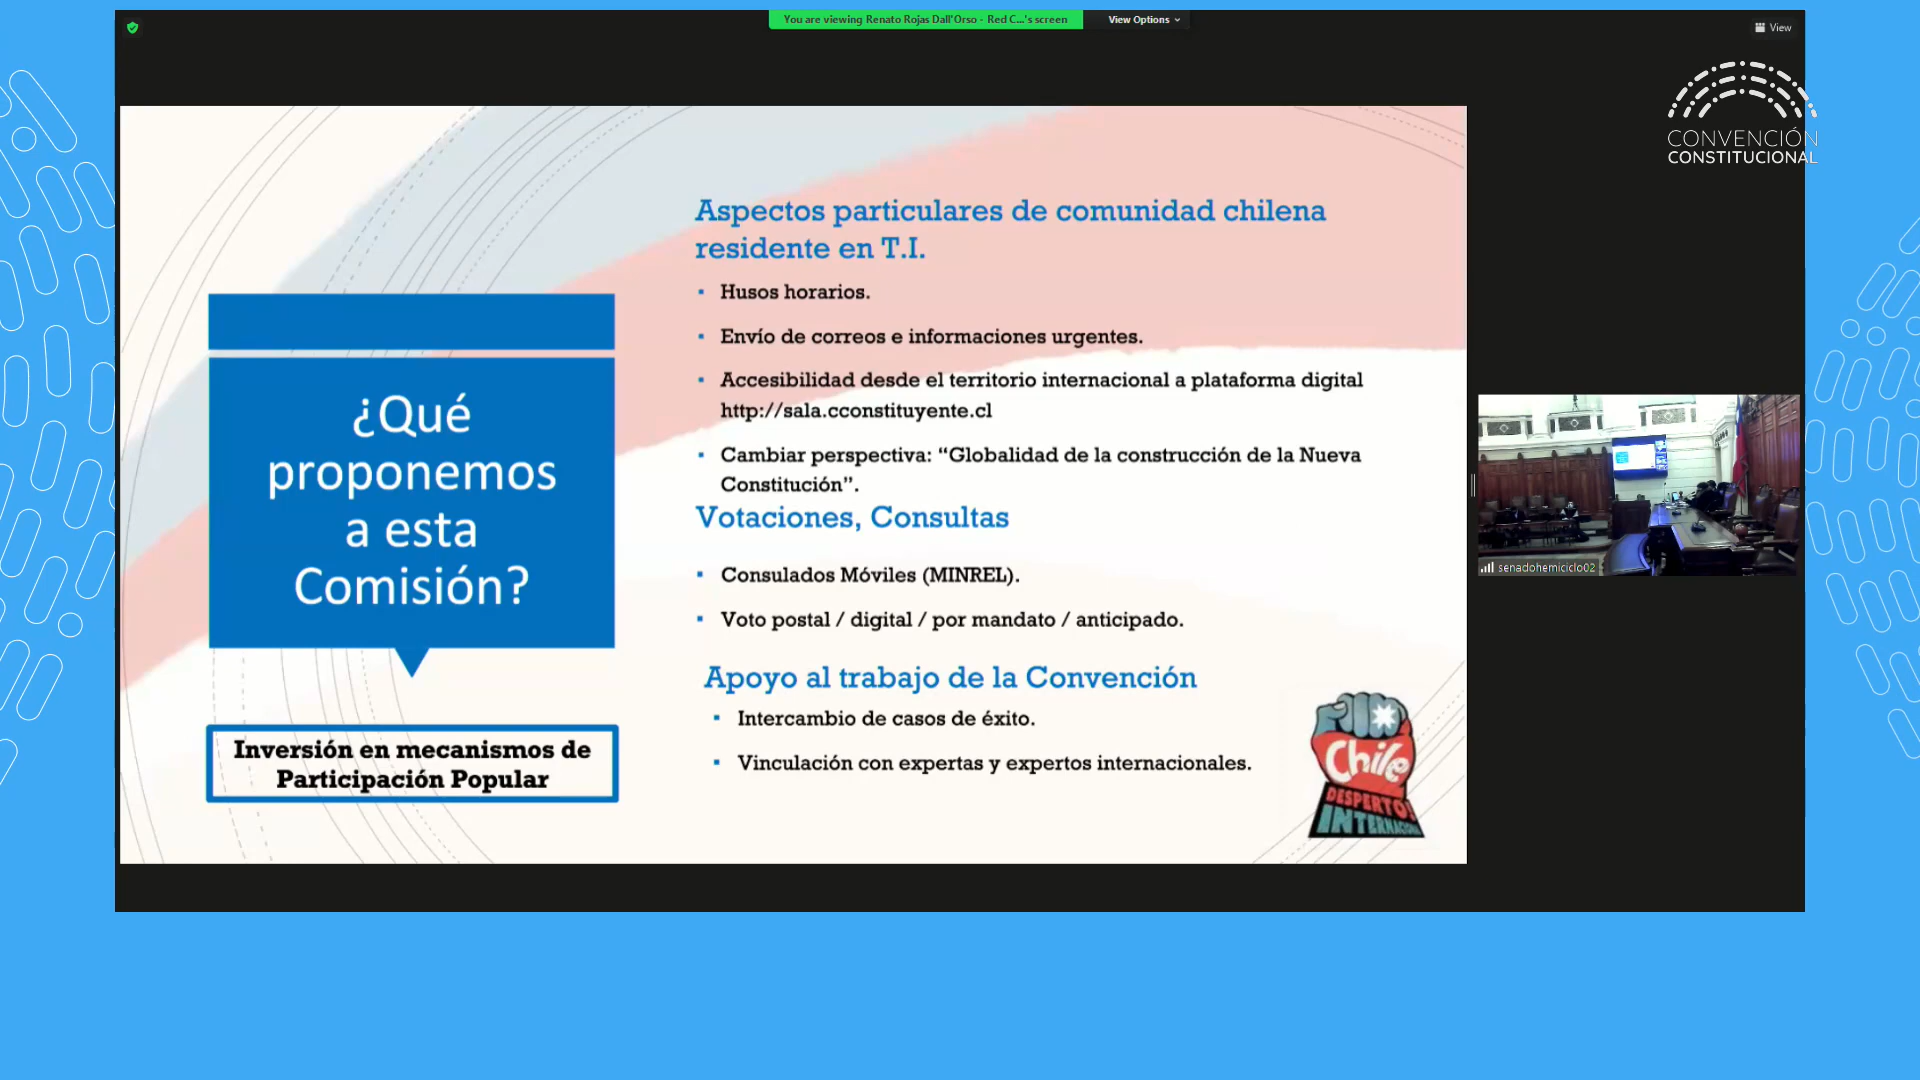 You are viewing Renato Rojas Dall'Orso - Red C...'s screen
View Options
View
CONVENCIÓN
CONSTITUCIONAL
¿Qué
proponemos
a esta
Comisión?
Inversión en mecanismos de
Participación Popular
Aspectos particulares de comunidad chilena
residente en T.I.
Husos horarios.
Envío de correos e informaciones urgentes.
Accesibilidad desde el territorio internacional a plataforma digital
http://sala.cconstituyente.cl
Cambiar perspectiva: “Globalidad de la construcción de la Nueva
Constitución”.
Votaciones, Consultas
Consulados Móviles (MINREL).
Voto postal / digital / por mandato / anticipado.
Apoyo al trabajo de la Convención
Intercambio de casos de éxito.
Vinculación con expertas y expertos internacionales.
Chile
DESPERTO!
INTERNACIONAL
senadohemiciclo02